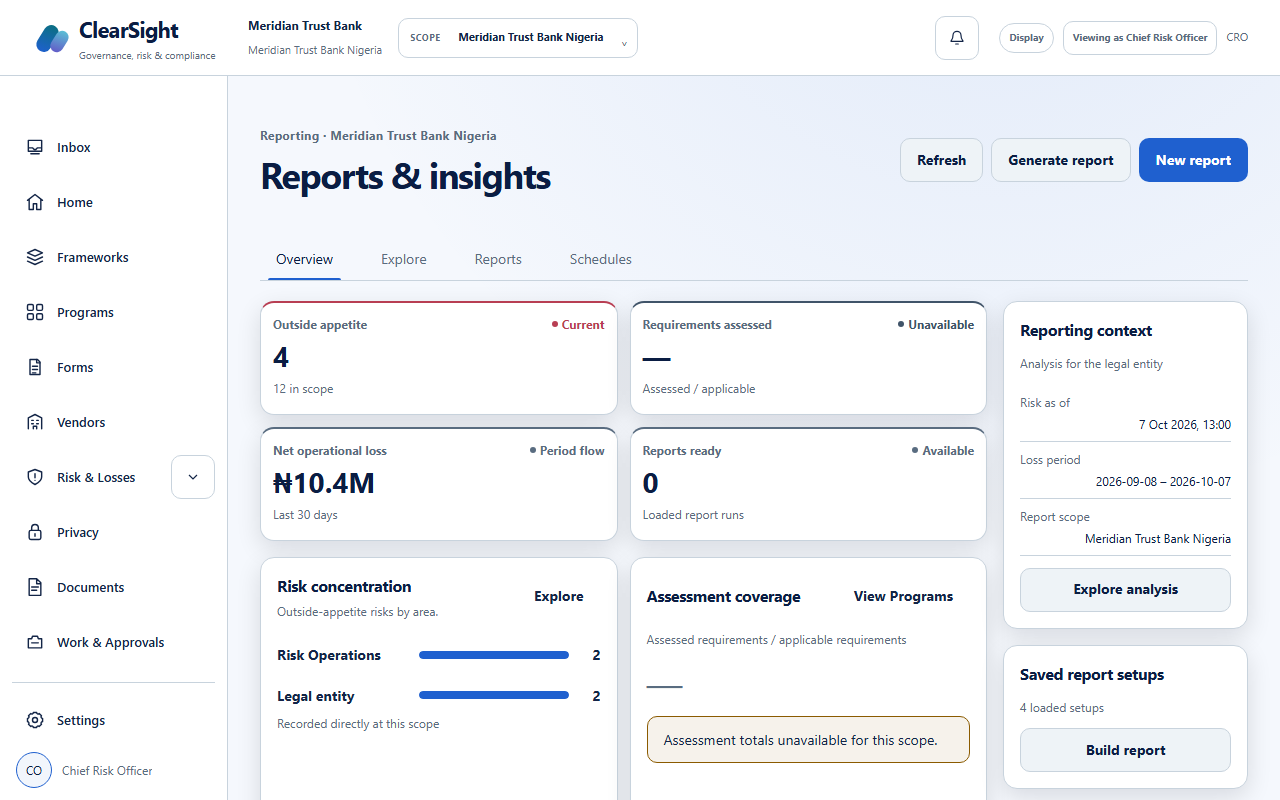 ClearSight
Governance, risk & compliance
Meridian Trust Bank
Meridian Trust Bank Nigeria
SCOPE Meridian Trust Bank Nigeria
Display
Viewing as Chief Risk Officer
CRO
Inbox
Home
Frameworks
Programs
Forms
Vendors
Risk & Losses
Privacy
Documents
Work & Approvals
Settings
CO Chief Risk Officer
Reporting · Meridian Trust Bank Nigeria
Reports & insights
Refresh
Generate report
New report
Overview
Explore
Reports
Schedules
Outside appetite
Current
4
12 in scope
Requirements assessed
Unavailable
—
Assessed / applicable
Net operational loss
Period flow
₦10.4M
Last 30 days
Reports ready
Available
0
Loaded report runs
Risk concentration
Outside-appetite risks by area.
Explore
Risk Operations 2
Legal entity 2
Recorded directly at this scope
Assessment coverage
View Programs
Assessed requirements / applicable requirements
—
Assessment totals unavailable for this scope.
Reporting context
Analysis for the legal entity
Risk as of
7 Oct 2026, 13:00
Loss period
2026-09-08 – 2026-10-07
Report scope
Meridian Trust Bank Nigeria
Explore analysis
Saved report setups
4 loaded setups
Build report